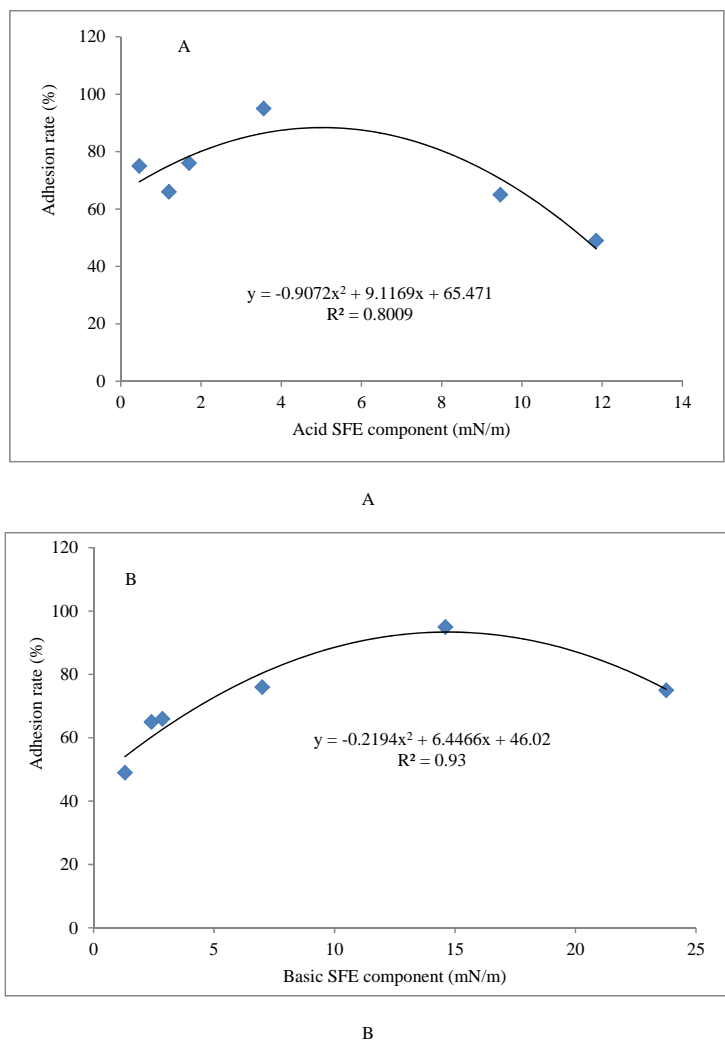 A
120
100
80
60
40
20
0
0 2 4 6 8 10 12 14
Adhesion rate (%)
y = -0.9072x² + 9.1169x + 65.471
R² = 0.8009
Acid SFE component (mN/m)
A
B
120
100
80
60
40
20
0
0 5 10 15 20 25
Adhesion rate (%)
y = -0.2194x² + 6.4466x + 46.02
R² = 0.93
Basic SFE component (mN/m)
B